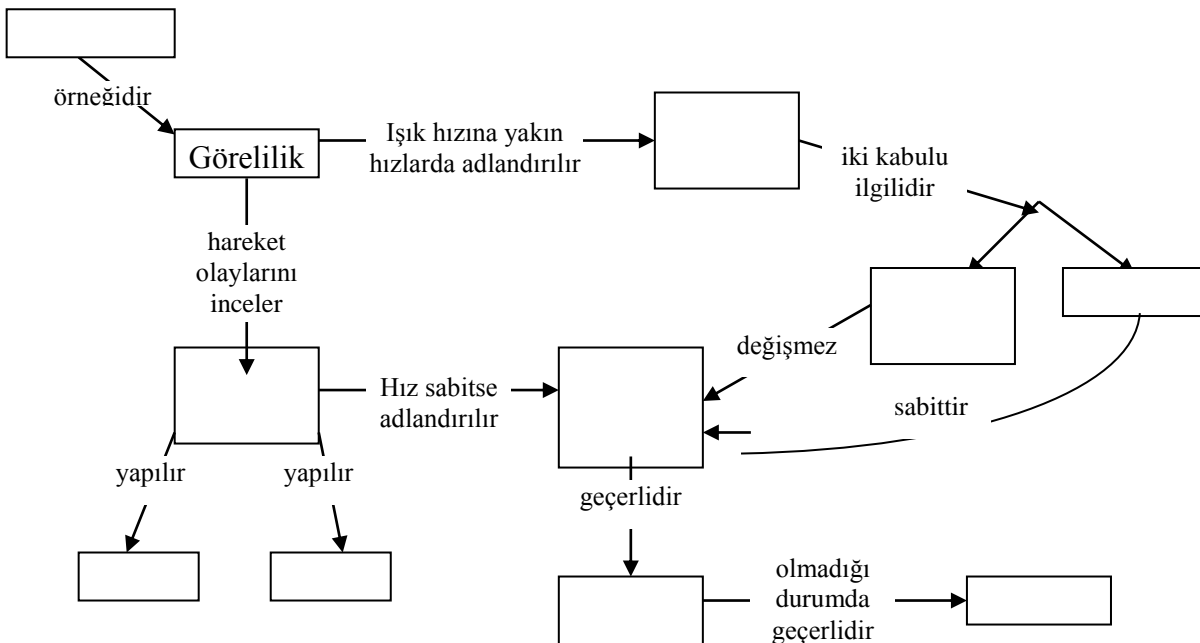 örneğidir
Görelilik
Işık hızına yakın
hızlarda adlandırılır
iki kabulu
ilgilidir
hareket
olaylarını
inceler
değişmez
Hız sabitse
adlandırılır
sabittir
yapılır
yapılır
geçerlidir
olmadığı
durumda
geçerlidir